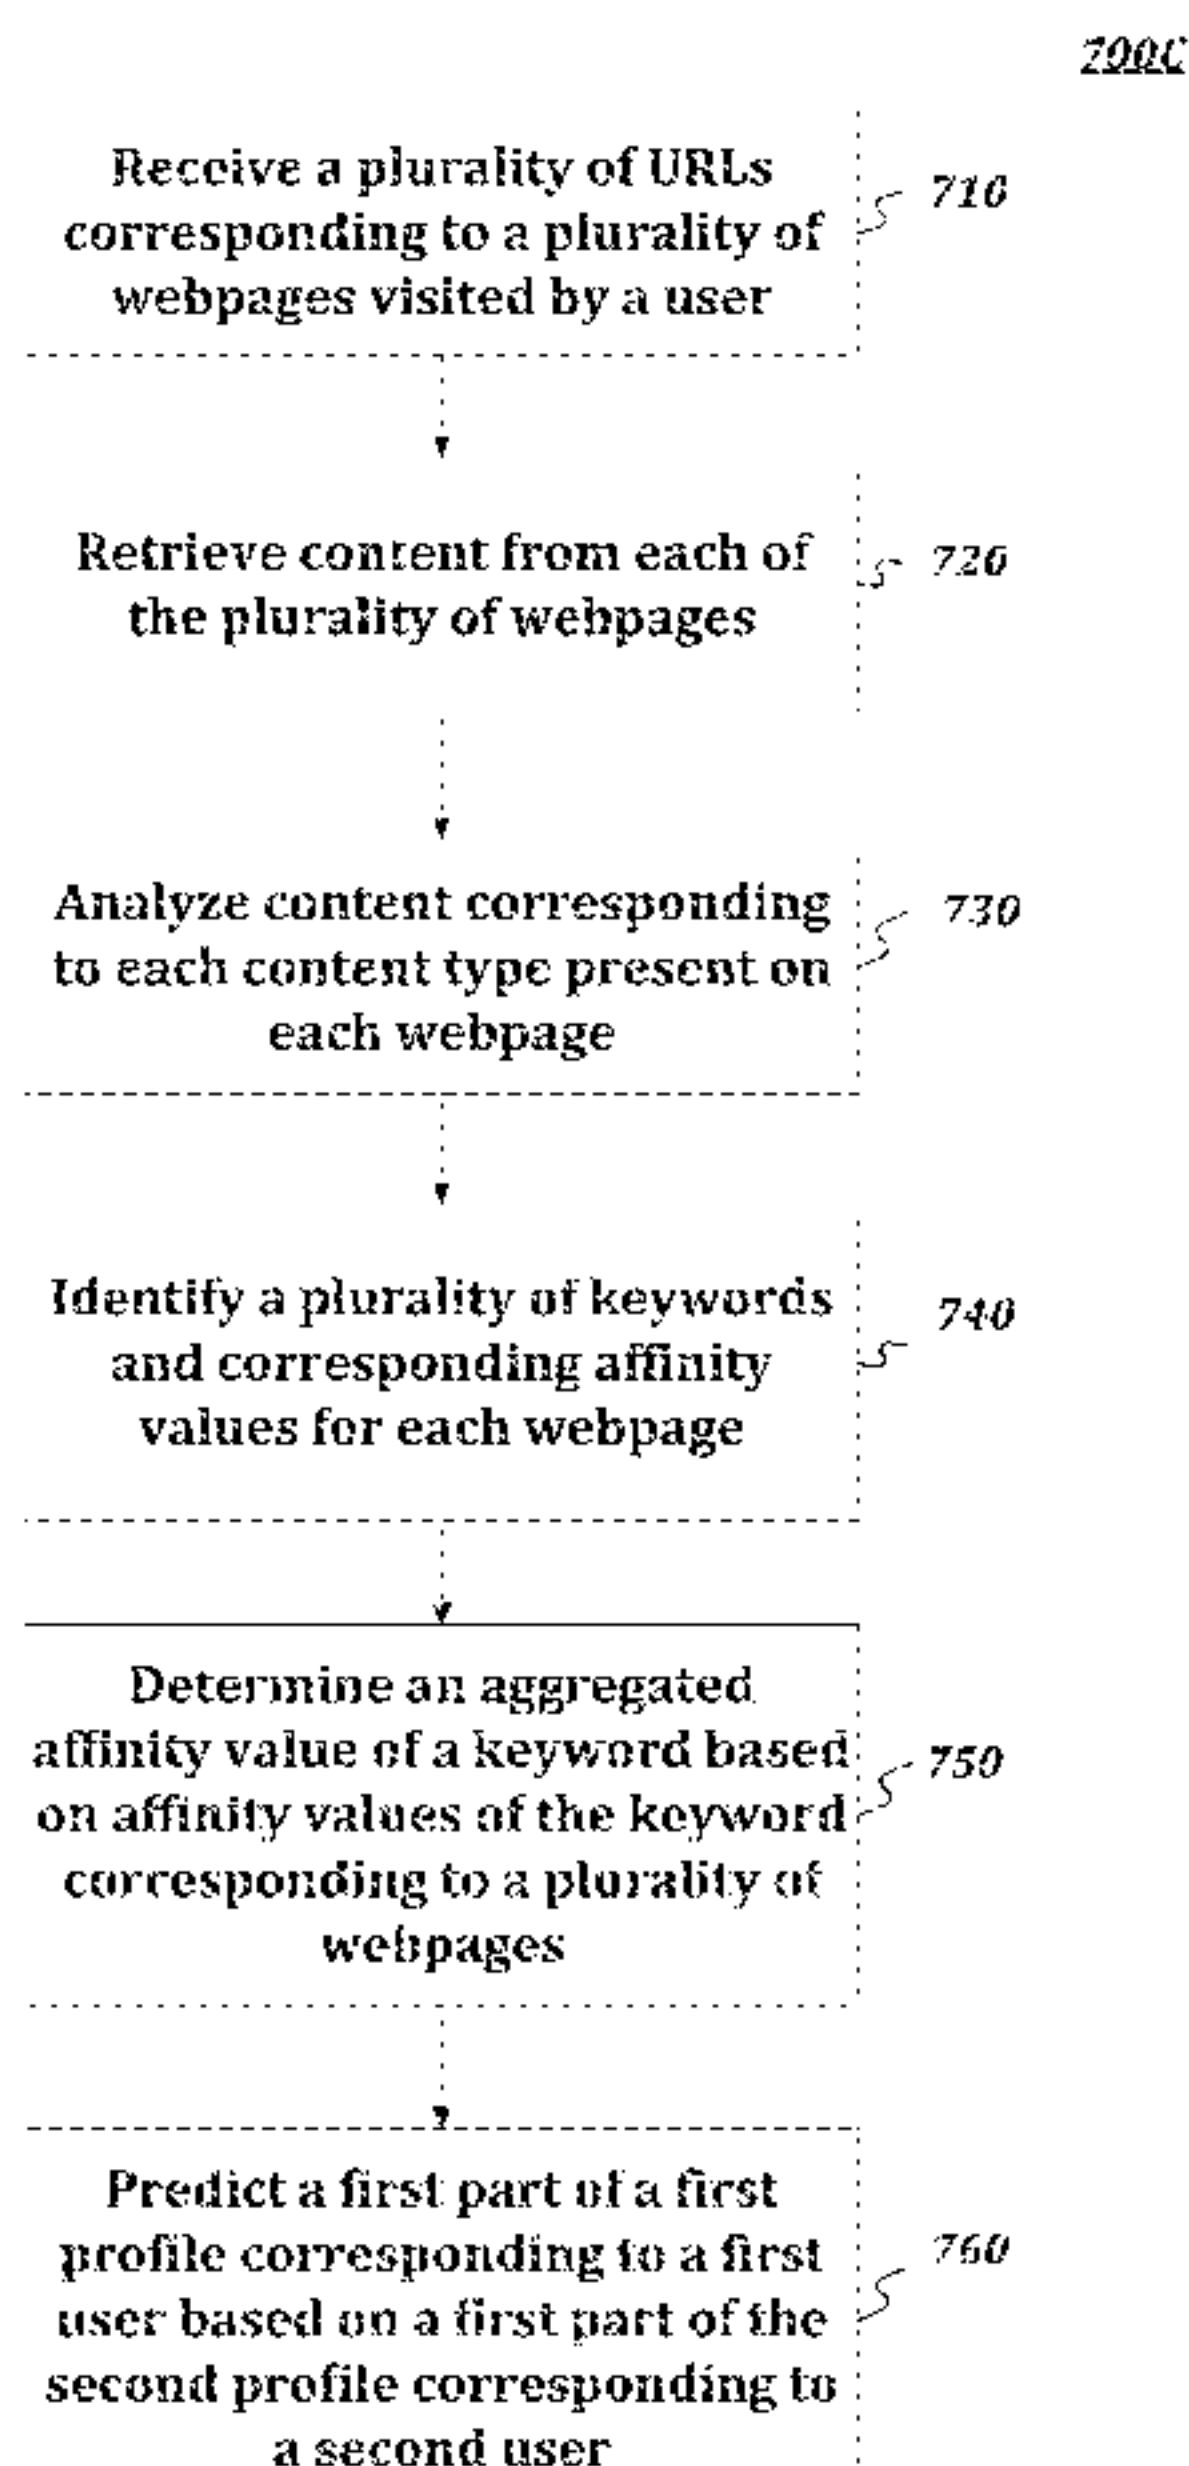 700C
Receive a plurality of URLs
corresponding to a plurality of
webpages visited by a user
710
Retrieve content from each of
the plurality of webpages
720
Analyze content corresponding
to each content type present on
each webpage
730
Identify a plurality of keywords
and corresponding affinity
values for each webpage
740
Determine an aggregated
affinity value of a keyword based
on affinity values of the keyword
corresponding to a plurality of
webpages
750
Predict a first part of a first
profile corresponding to a first
user based on a first part of the
second profile corresponding to
a second user
760